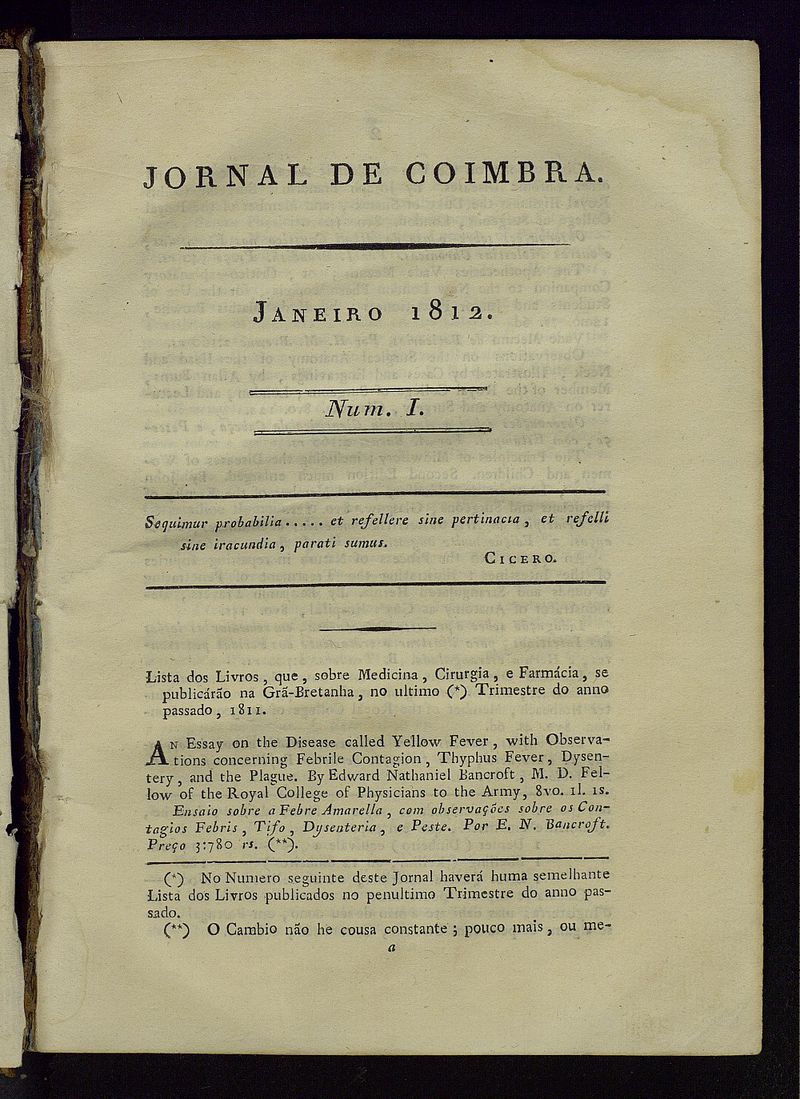 JORNAL DE COIMBRA.
JANEIRO 1812.
Num. I.
Sequimur probabilia ..... et refellere sine pertinacia, et refelli
sine iracundia, parati sumus.
CICERO.
Lista dos Livros, que, sobre Medicina, Cirurgia, e Farmácia, se
publicárão na Grã-Bretanha, no ultimo (*) Trimestre do anno
passado, 1811.
AN Essay on the Disease called Yellow Fever, with Observa-
tions concerning Febrile Contagion, Thyphus Fever, Dysen-
tery, and the Plague. By Edward Nathaniel Bancroft, M. D. Fel-
low of the Royal College of Physicians to the Army, 8vo. 1l. 1s.
Ensaio sobre a Febre Amarella, com observações sobre os Con-
tagios Febris, Tifo, Dysenteria, e Peste. Por E. N. Bancroft.
Preço 3:780 rs. (**).
(*) No Numero seguinte deste Jornal haverá huma semelhante
Lista dos Livros publicados no penultimo Trimestre do anno pas-
sado.
(**) O Cambio não he cousa constante; pouco mais, ou me-
a